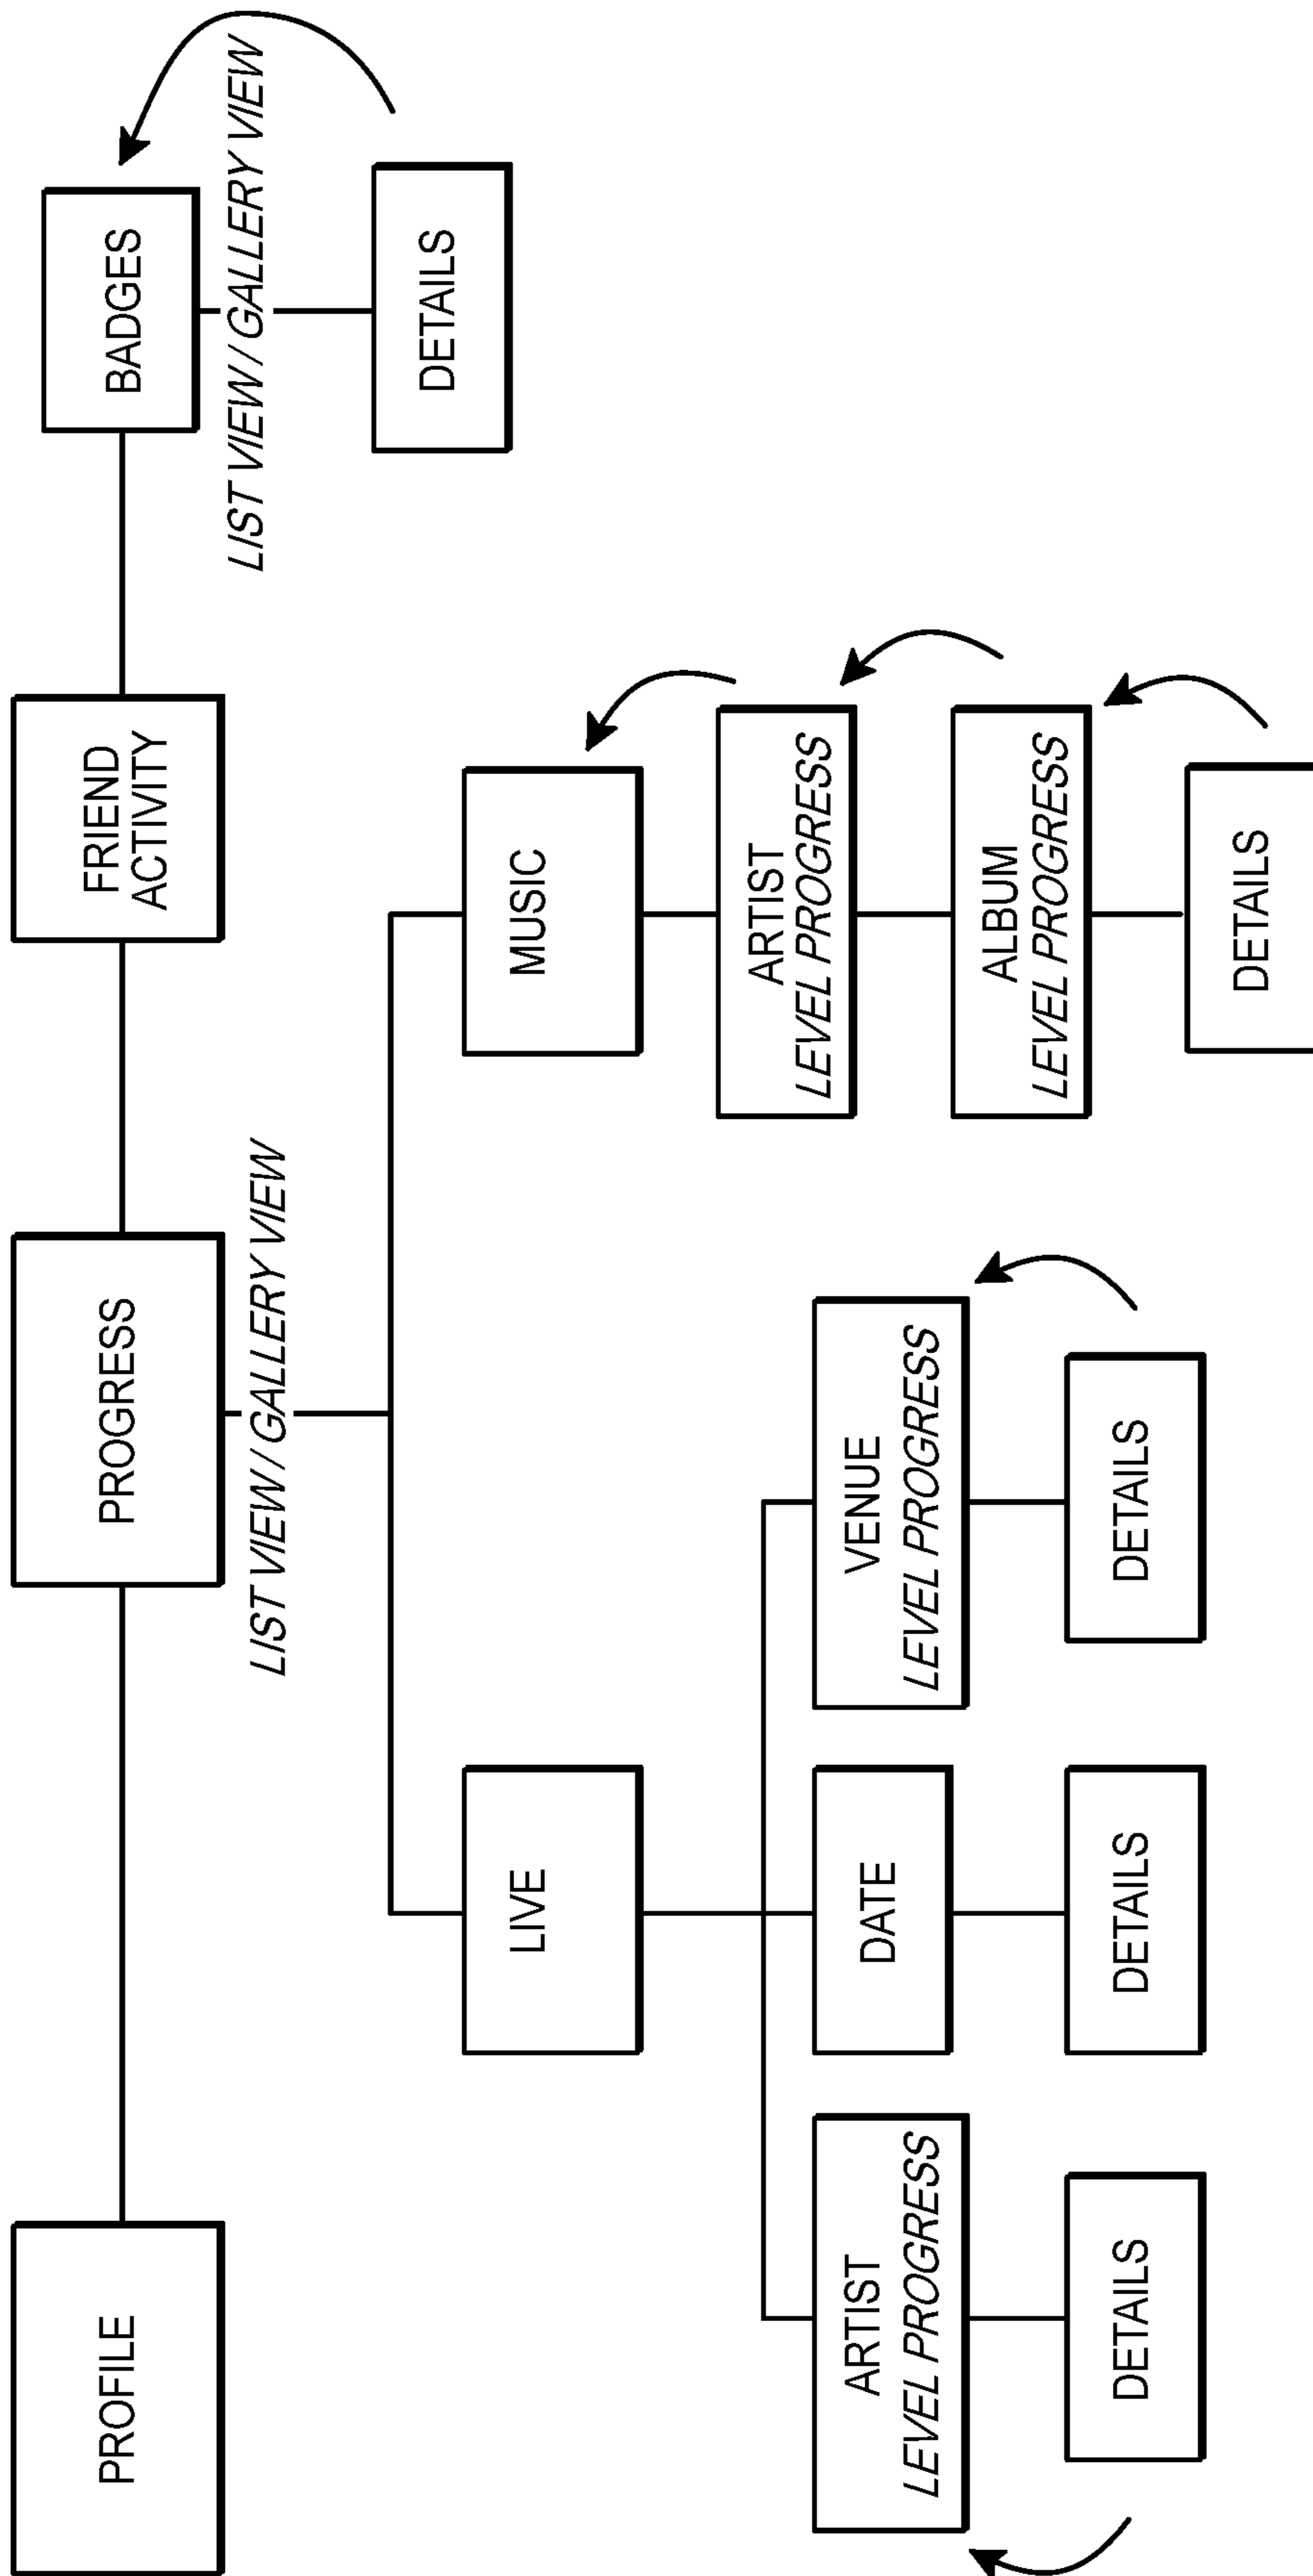 PROFILE
PROGRESS
FRIEND
ACTIVITY
BADGES
LIST VIEW / GALLERY VIEW
LIST VIEW / GALLERY VIEW
DETAILS
LIVE
MUSIC
ARTIST
LEVEL PROGRESS
DATE
VENUE
LEVEL PROGRESS
ARTIST
LEVEL PROGRESS
ALBUM
LEVEL PROGRESS
DETAILS
DETAILS
DETAILS
DETAILS